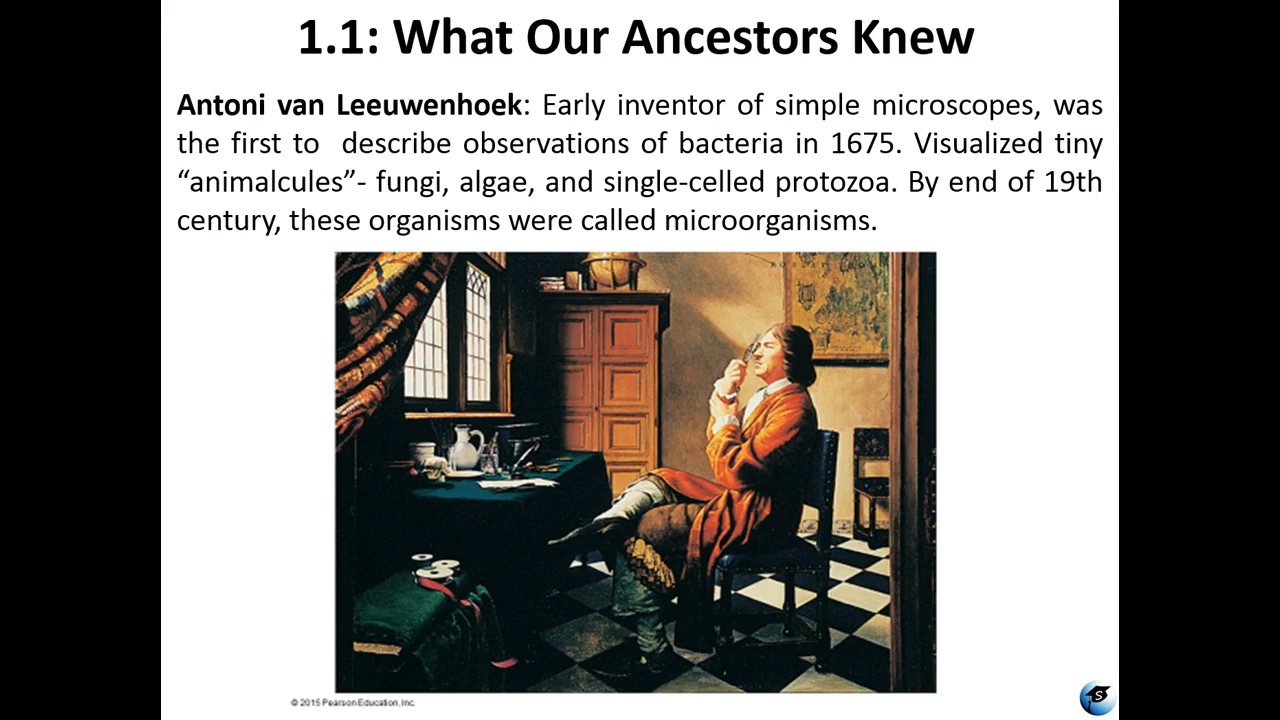 1.1: What Our Ancestors Knew
Antoni van Leeuwenhoek: Early inventor of simple microscopes, was
the first to describe observations of bacteria in 1675. Visualized tiny
“animalcules”- fungi, algae, and single-celled protozoa. By end of 19th
century, these organisms were called microorganisms.
© 2015 Pearson Education, Inc.
S